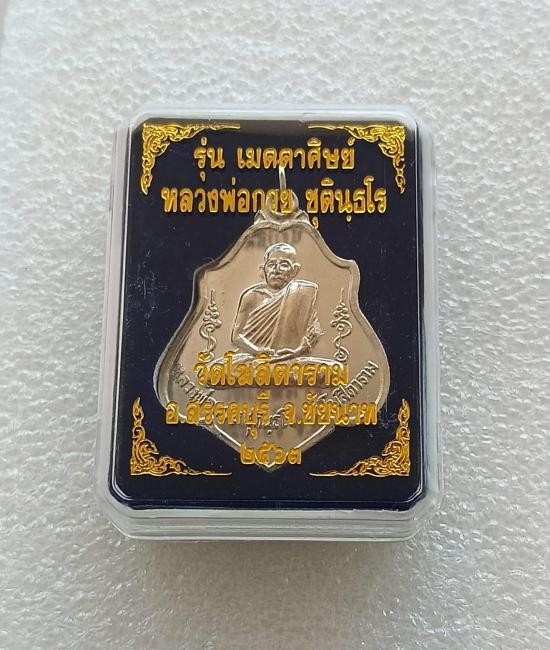 รุ่น เมตตาศิษย์
หลวงพ่อกวย ชุตินฺธโร
วัดโฆสิตาราม
อ.สรรคบุรี จ.ชัยนาท
๒๕๖๓